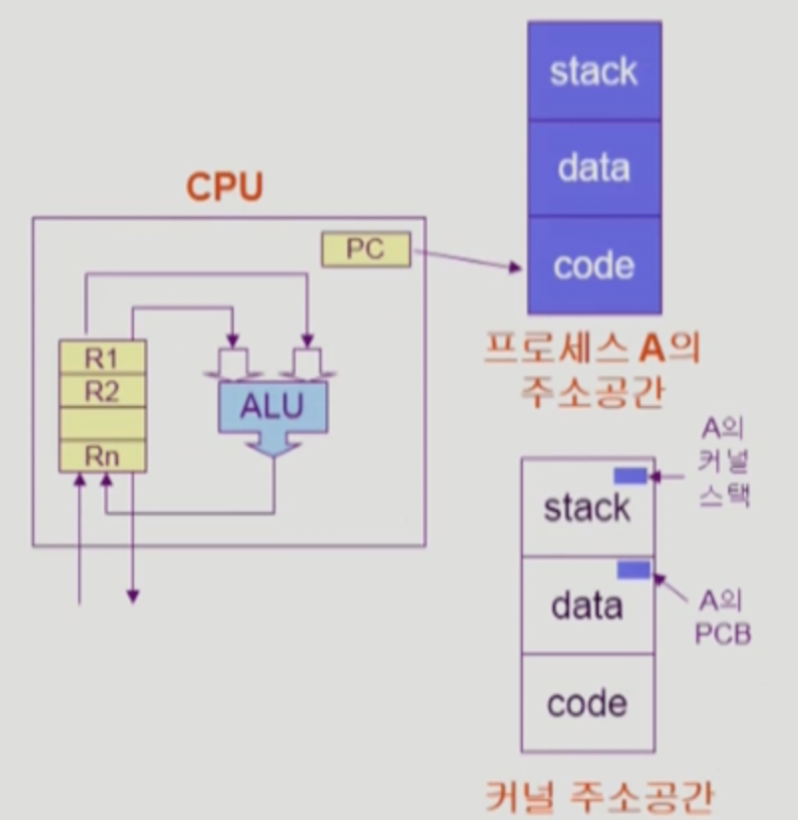 stack
data
code
프로세스 A의
주소공간
CPU
PC
R1
R2
Rn
ALU
A의
커널
스택
stack
data
code
A의
PCB
커널 주소공간